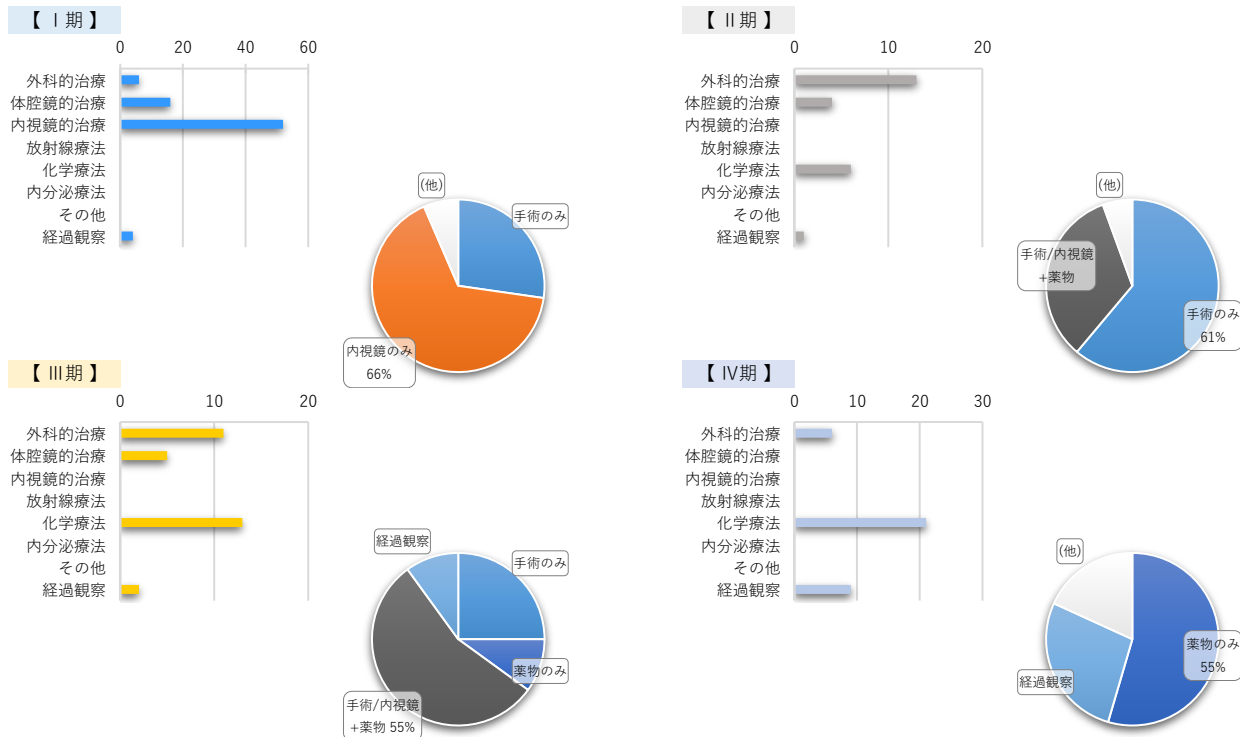 【 Ⅰ期 】
0 20 40 60
外科的治療
体腔鏡的治療
内視鏡的治療
放射線療法
化学療法
内分泌療法
その他
経過観察
(他)
手術のみ
内視鏡のみ
66%
【 Ⅱ期 】
0 10 20
外科的治療
体腔鏡的治療
内視鏡的治療
放射線療法
化学療法
内分泌療法
その他
経過観察
(他)
手術/内視鏡
+薬物
手術のみ
61%
【 Ⅲ期 】
0 10 20
外科的治療
体腔鏡的治療
内視鏡的治療
放射線療法
化学療法
内分泌療法
その他
経過観察
経過観察
手術のみ
薬物のみ
手術/内視鏡
+薬物 55%
【 Ⅳ期 】
0 10 20 30
外科的治療
体腔鏡的治療
内視鏡的治療
放射線療法
化学療法
内分泌療法
その他
経過観察
(他)
薬物のみ
55%
経過観察